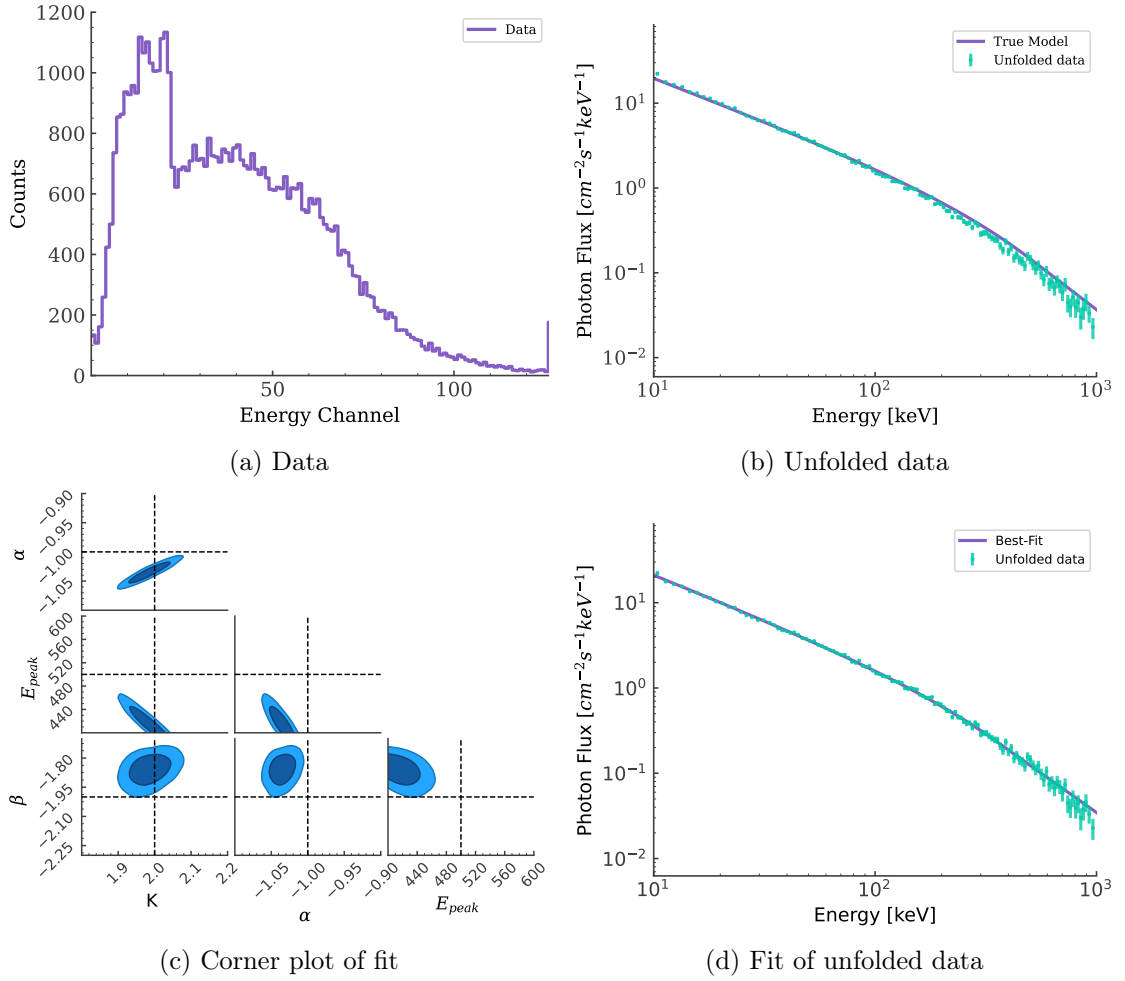 1200
1000
800
600
400
200
0
Counts
50
100
Energy Channel
Data
(a) Data
10^1
10^0
10^{-1}
10^{-2}
Photon Flux [cm^{-2}s^{-1}keV^{-1}]
10^1
10^2
10^3
Energy [keV]
True Model
Unfolded data
(b) Unfolded data
−0.90
−0.95
−1.00
−1.05
α
600
560
520
480
440
E_{peak}
−1.80
−1.95
−2.10
−2.25
β
1.9
2.0
2.1
2.2
K
−1.05
−1.00
−0.95
−0.90
α
440
480
520
560
600
E_{peak}
(c) Corner plot of fit
10^1
10^0
10^{-1}
10^{-2}
Photon Flux [cm^{-2}s^{-1}keV^{-1}]
10^1
10^2
10^3
Energy [keV]
Best-Fit
Unfolded data
(d) Fit of unfolded data